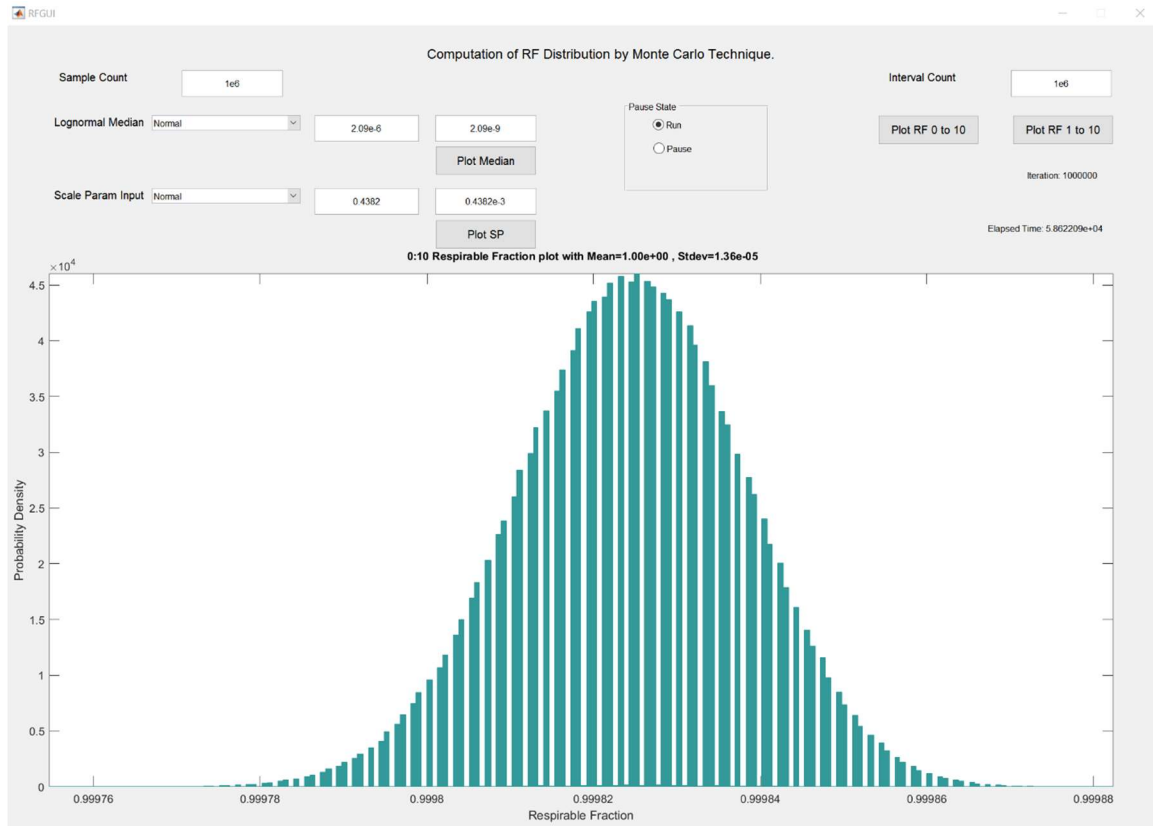 RFGUI
Computation of RF Distribution by Monte Carlo Technique.
Sample Count 1e6 Interval Count 1e6
Lognormal Median Normal 2.09e-6 2.09e-9 Pause State Run Plot RF 0 to 10 Plot RF 1 to 10
Plot Median Pause
Iteration: 1000000
Scale Param Input Normal 0.4382 0.4382e-3
Plot SP Elapsed Time: 5.862209e+04
0:10 Respirable Fraction plot with Mean=1.00e+00 , Stdev=1.36e-05
×10⁴
4.5
4
3.5
3
2.5
2
1.5
1
0.5
0
Probability Density
0.99976 0.99978 0.9998 0.99982 0.99984 0.99986 0.99988
Respirable Fraction